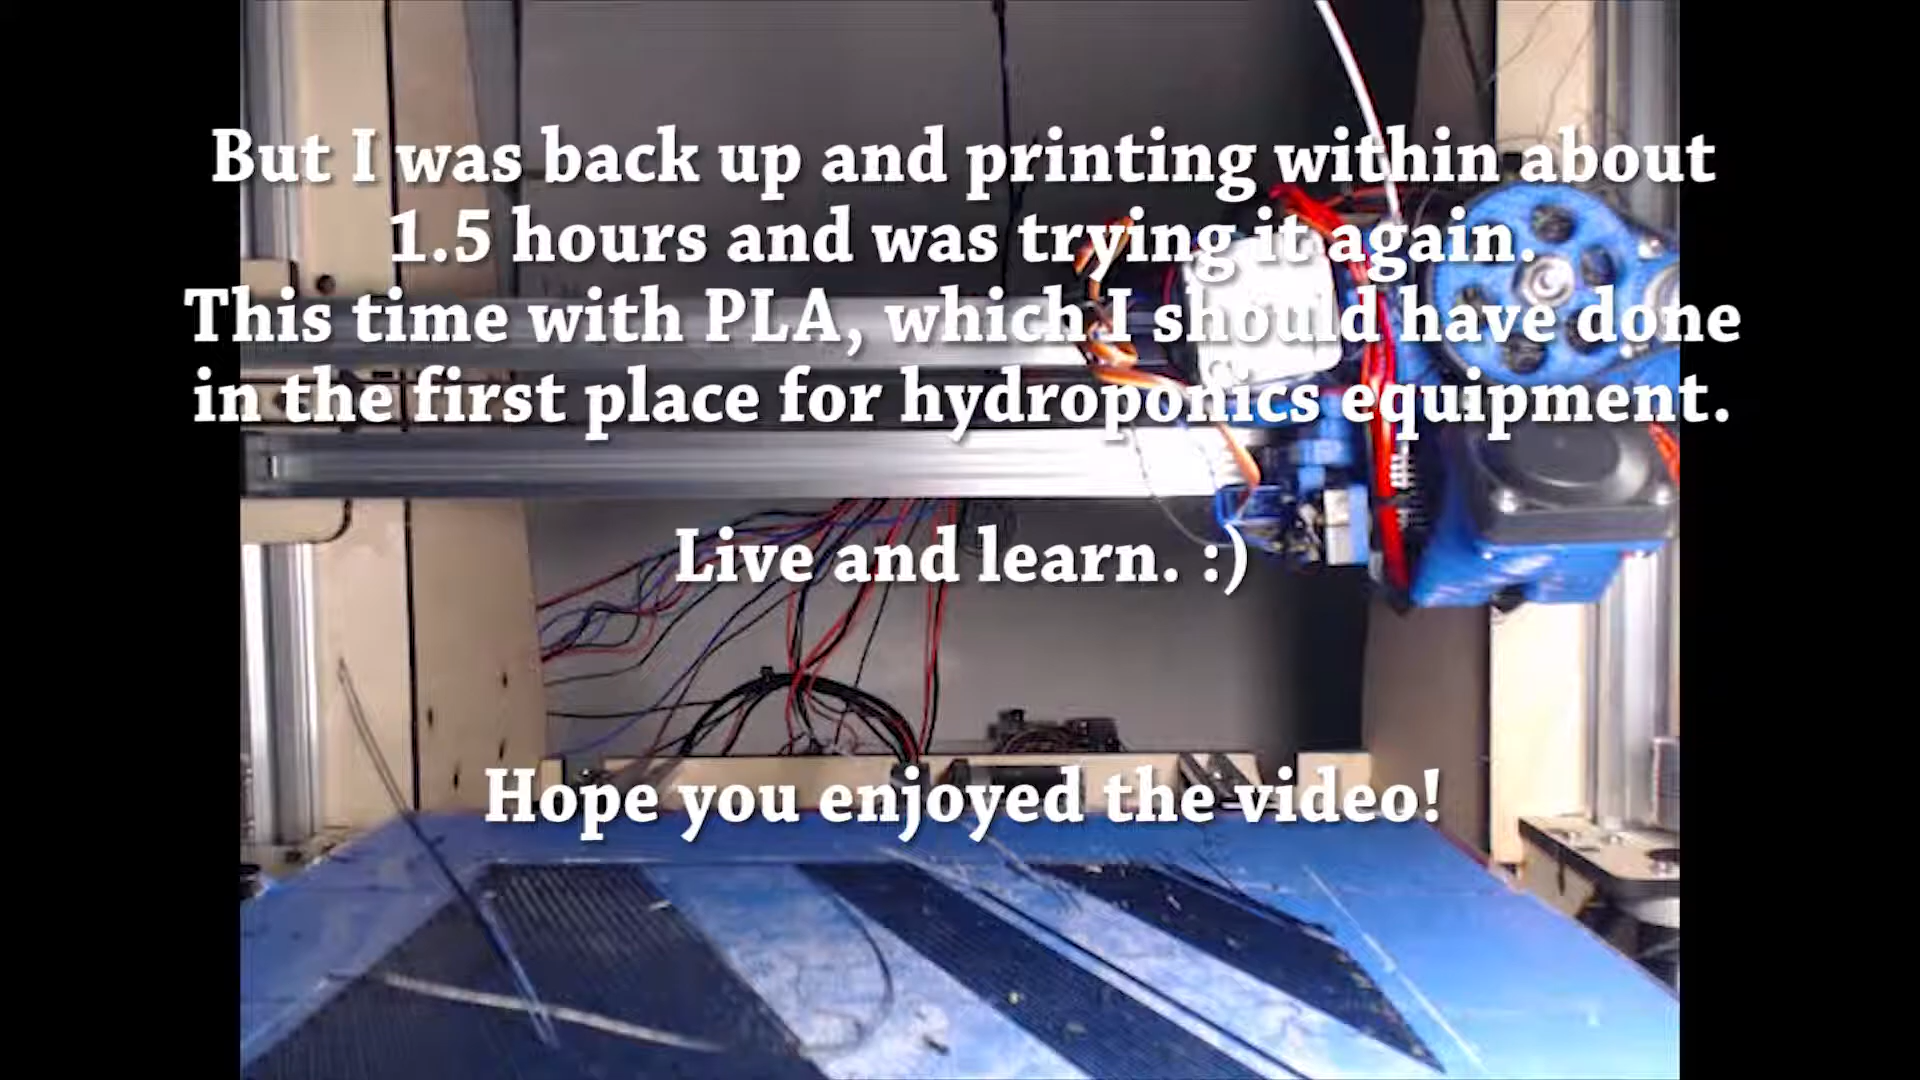 But I was back up and printing within about
1.5 hours and was trying it again.
This time with PLA, which I should have done
in the first place for hydroponics equipment.
Live and learn. :)
Hope you enjoyed the video!